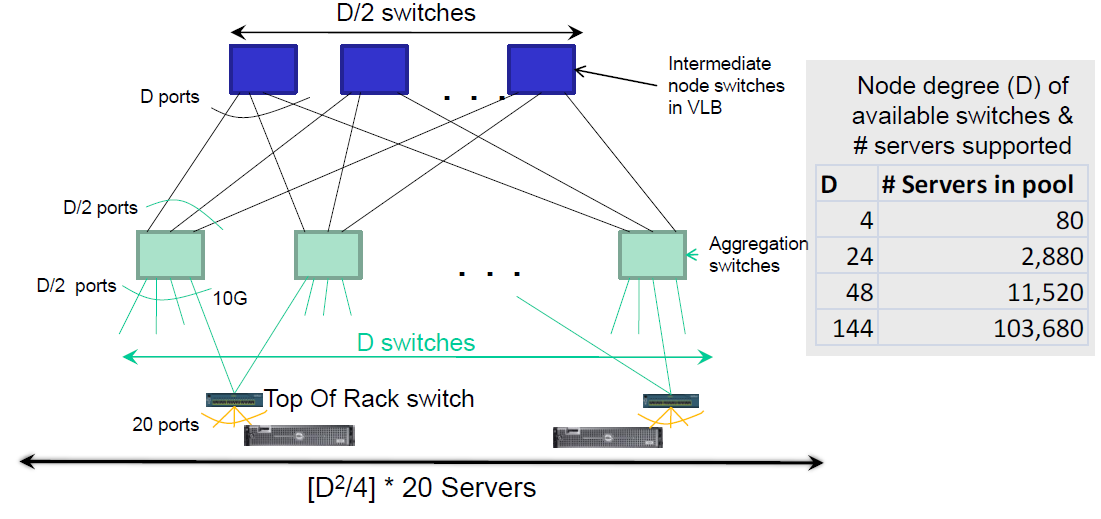 D/2 switches
Intermediate
node switches
in VLB
D ports
. . .
D/2 ports
Aggregation
switches
D/2 ports
10G
. . .
D switches
Top Of Rack switch
20 ports
[D²/4] * 20 Servers
Node degree (D) of
available switches &
# servers supported
D # Servers in pool
4 80
24 2,880
48 11,520
144 103,680